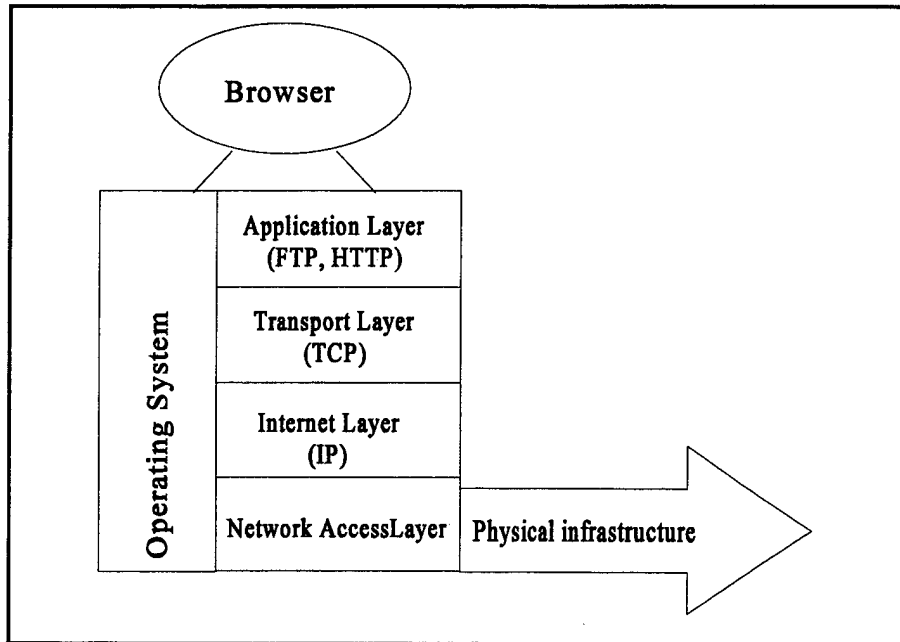 Browser
Operating System
Application Layer
(FTP, HTTP)
Transport Layer
(TCP)
Internet Layer
(IP)
Network AccessLayer
Physical infrastructure